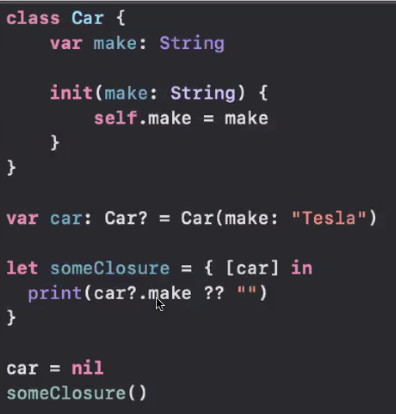 class Car {
    var make: String
    init(make: String) {
        self.make = make
    }
}
var car: Car? = Car(make: "Tesla")
let someClosure = { [car] in
  print(car?.make ?? "")
}
car = nil
someClosure()